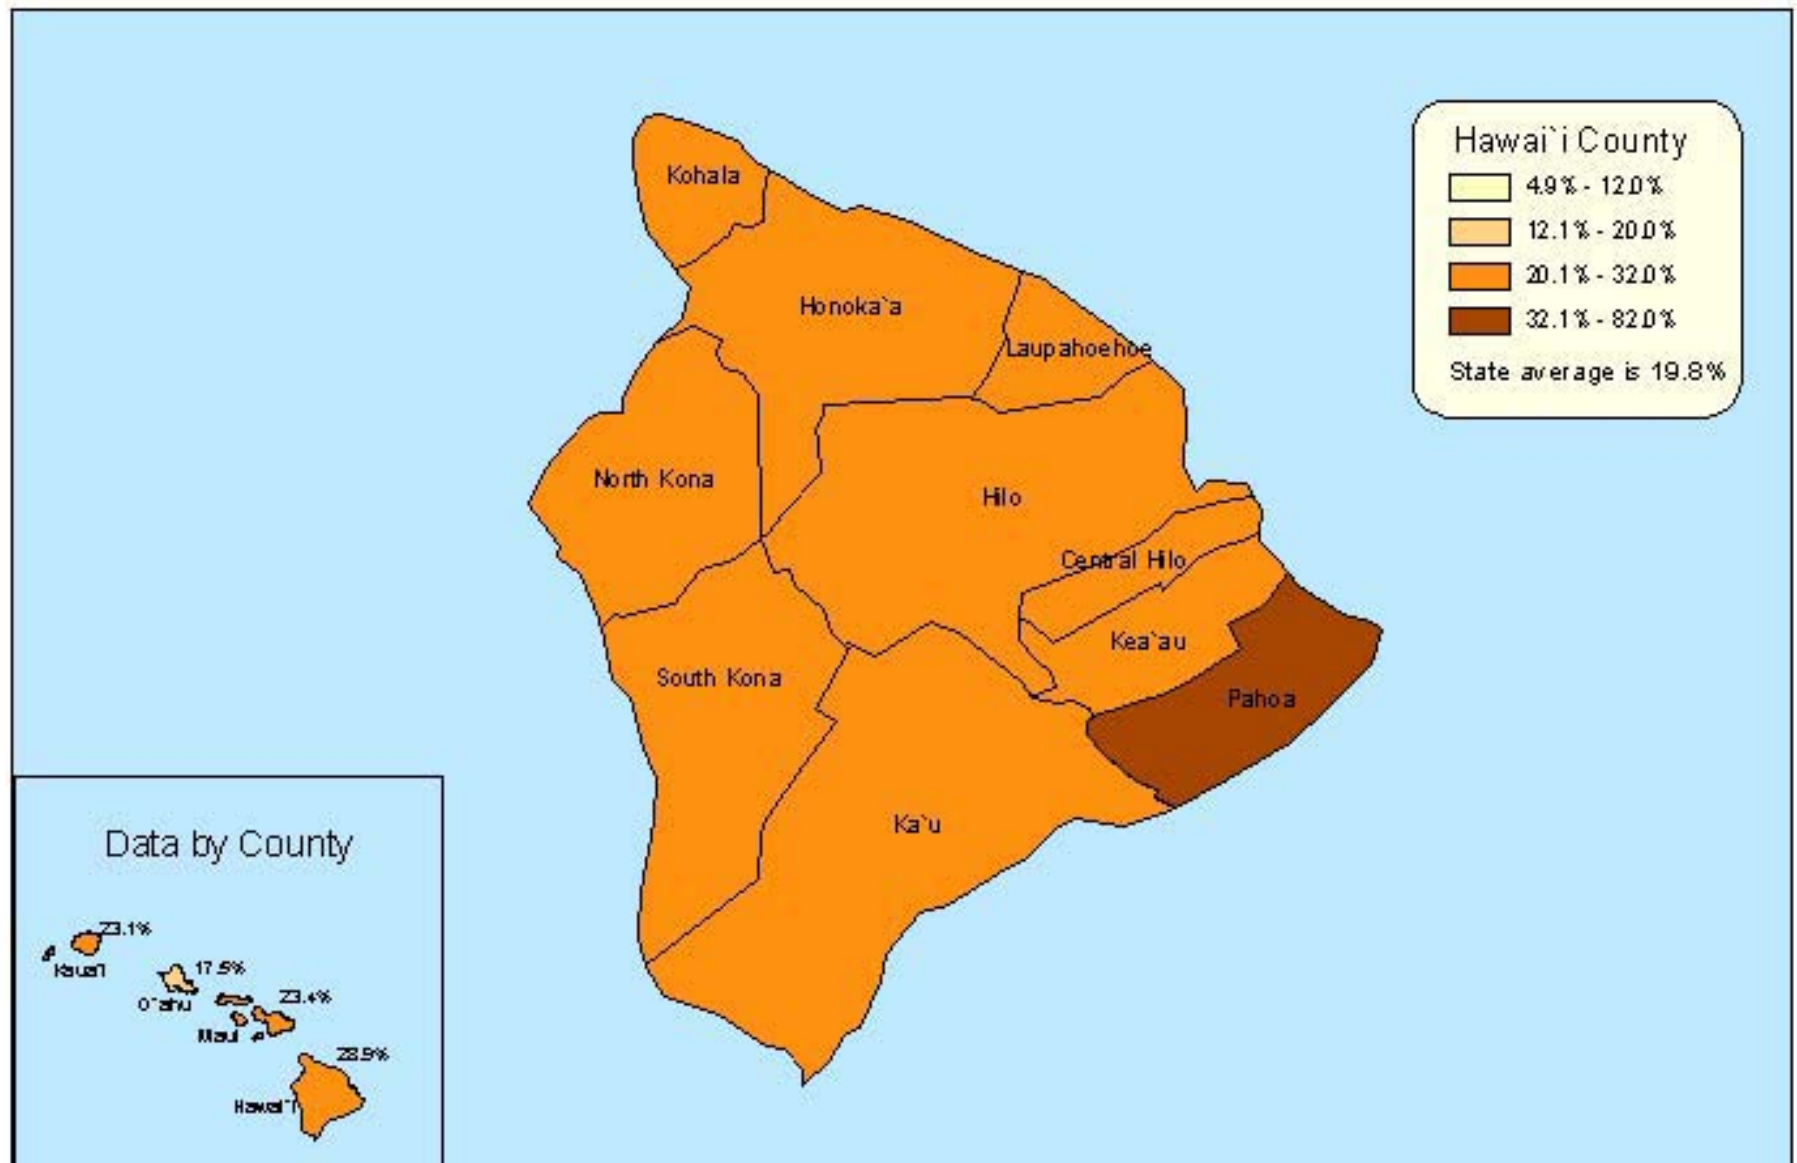 Hawai`i County
4.9% - 12.0%
12.1% - 20.0%
20.1% - 32.0%
32.1% - 82.0%
State average is 19.8%
Kohala
Honoka`a
Laupahoehoe
North Kona
Hilo
Central Hilo
Kea`au
South Kona
Pahoa
Ka`u
Data by County
23.1%
Kaua`i
17.5%
O`ahu
23.4%
Maui
28.9%
Hawai`i